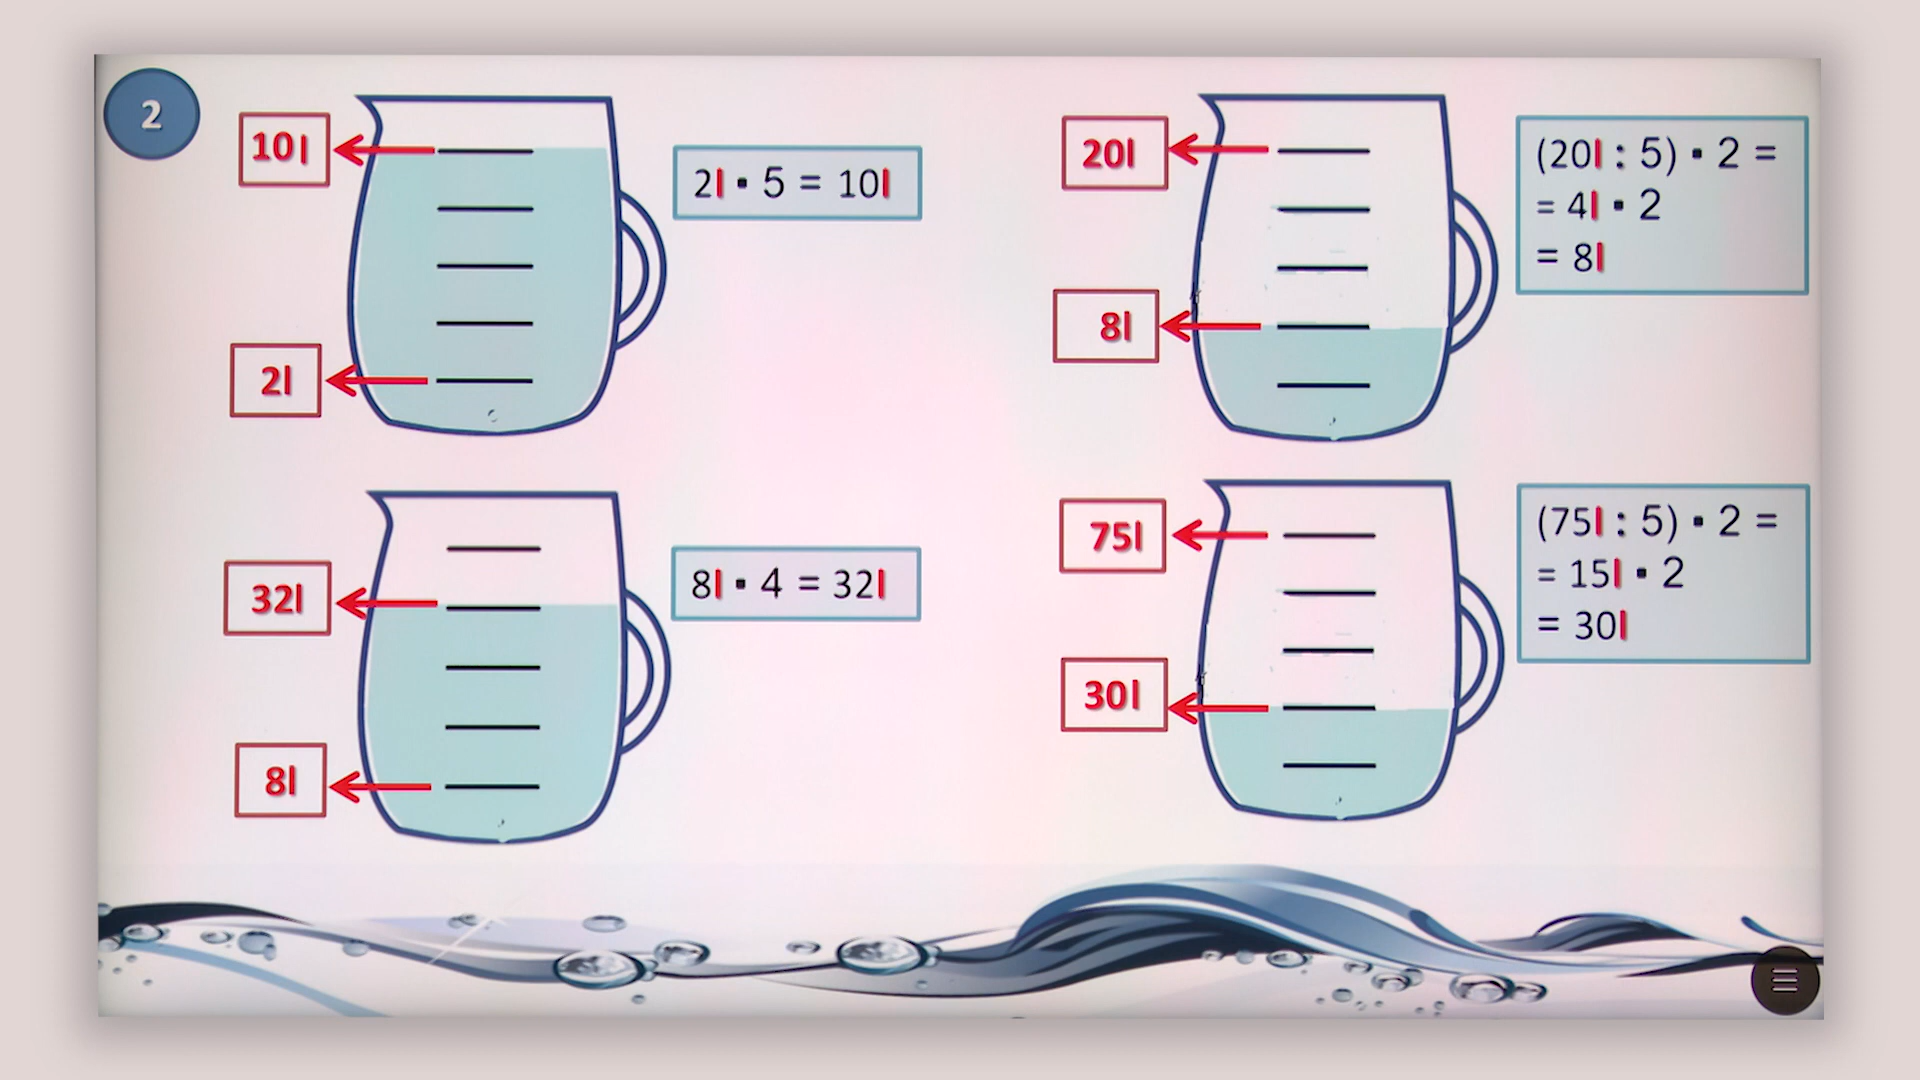 2
10l
2l
2l · 5 = 10l
20l
8l
(20l : 5) · 2 =
= 4l · 2
= 8l
32l
8l
8l · 4 = 32l
75l
30l
(75l : 5) · 2 =
= 15l · 2
= 30l